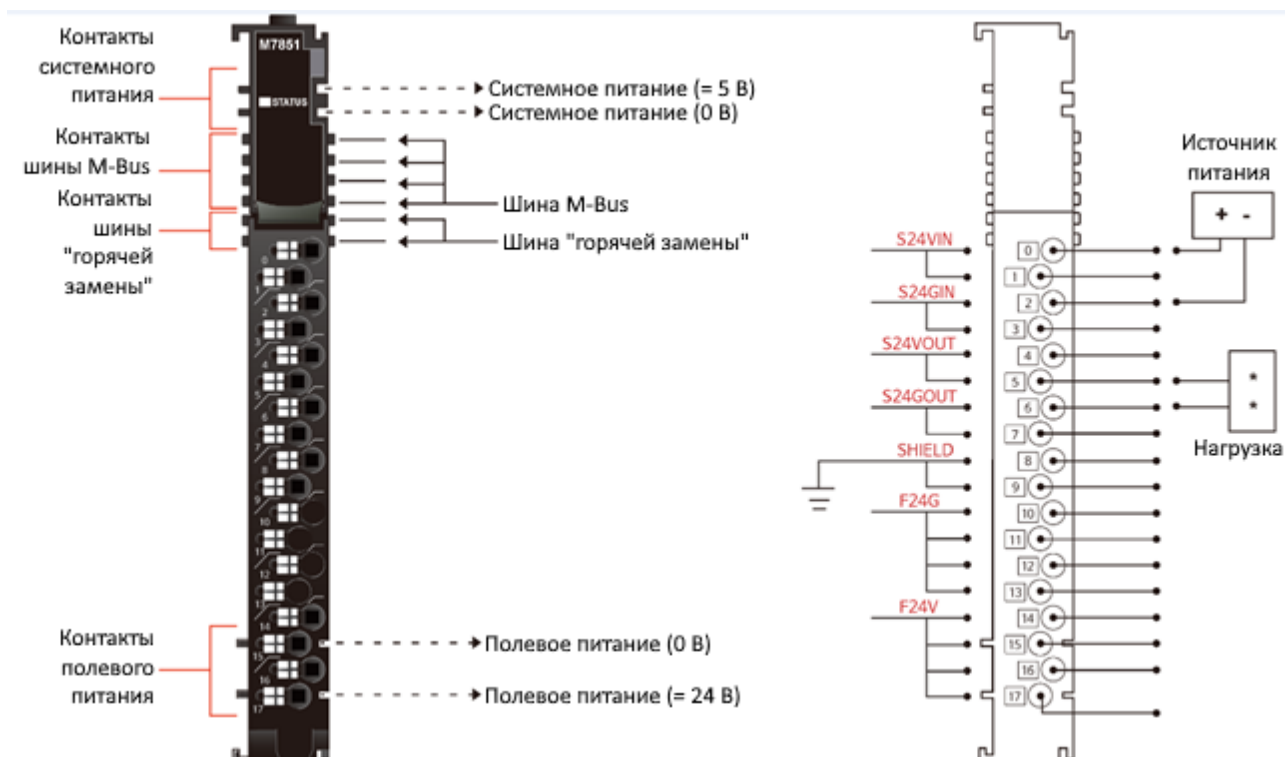 Контакты
системного
питания
Контакты
шины M-Bus
Контакты
шины
"горячей
замены"
Контакты
полевого
питания
M7851
STATUS
0
1
2
3
4
5
6
7
8
9
10
11
12
13
14
15
16
17
Системное питание (= 5 В)
Системное питание (0 В)
Шина M-Bus
Шина "горячей замены"
Полевое питание (0 В)
Полевое питание (= 24 В)
S24VIN
S24GIN
S24VOUT
S24GOUT
SHIELD
F24G
F24V
0
1
2
3
4
5
6
7
8
9
10
11
12
13
14
15
16
17
Источник
питания
+ -
*
*
Нагрузка